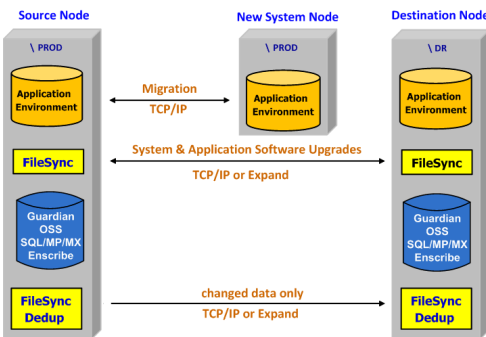 Source Node
New System Node
Destination Node
\ PROD
\ PROD
\ DR
Application
Environment
Migration
TCP/IP
Application
Environment
Application
Environment
System & Application Software Upgrades
FileSync
FileSync
TCP/IP or Expand
Guardian
OSS
SQL/MP/MX
Enscribe
Guardian
OSS
SQL/MP/MX
Enscribe
FileSync
Dedup
changed data only
TCP/IP or Expand
FileSync
Dedup